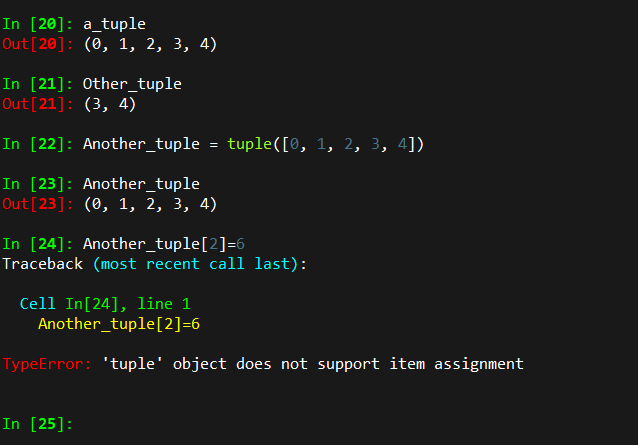 In [20]: a_tuple
Out[20]: (0, 1, 2, 3, 4)
In [21]: Other_tuple
Out[21]: (3, 4)
In [22]: Another_tuple = tuple([0, 1, 2, 3, 4])
In [23]: Another_tuple
Out[23]: (0, 1, 2, 3, 4)
In [24]: Another_tuple[2]=6
Traceback (most recent call last):
Cell In[24], line 1
Another_tuple[2]=6
TypeError: 'tuple' object does not support item assignment
In [25]: